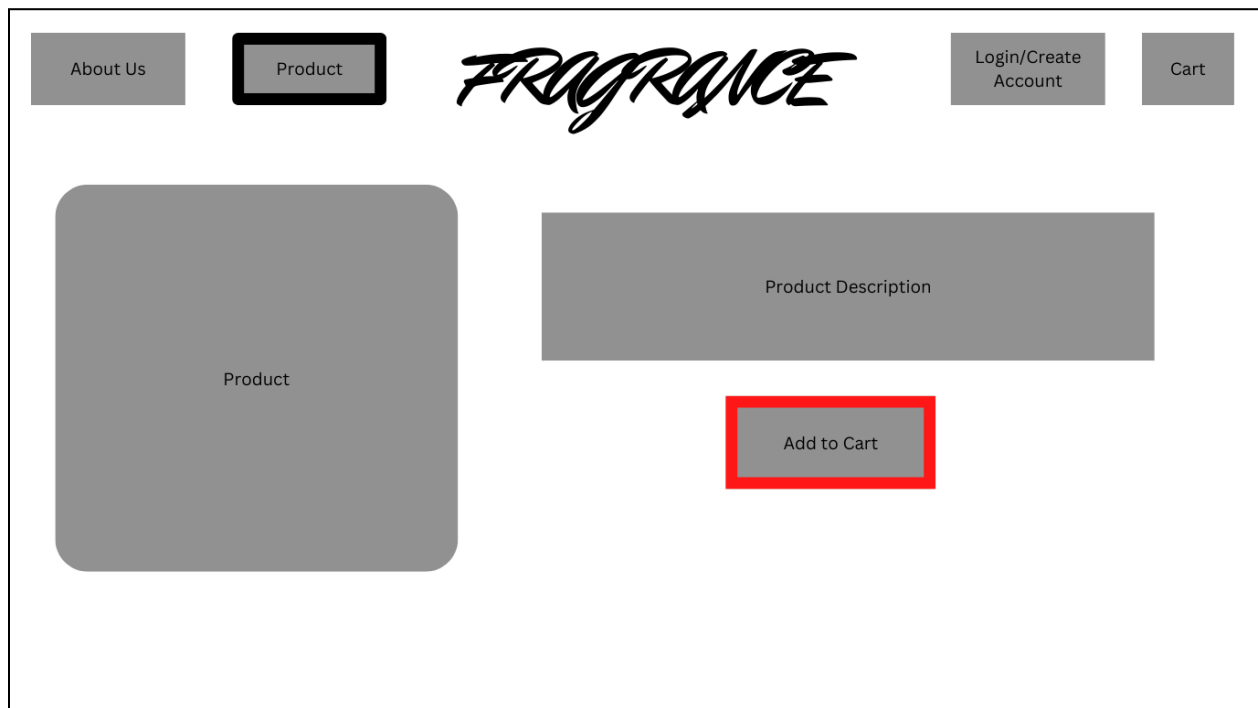 About Us
Product
FRAGRANCE
Login/Create
Account
Cart
Product
Product Description
Add to Cart